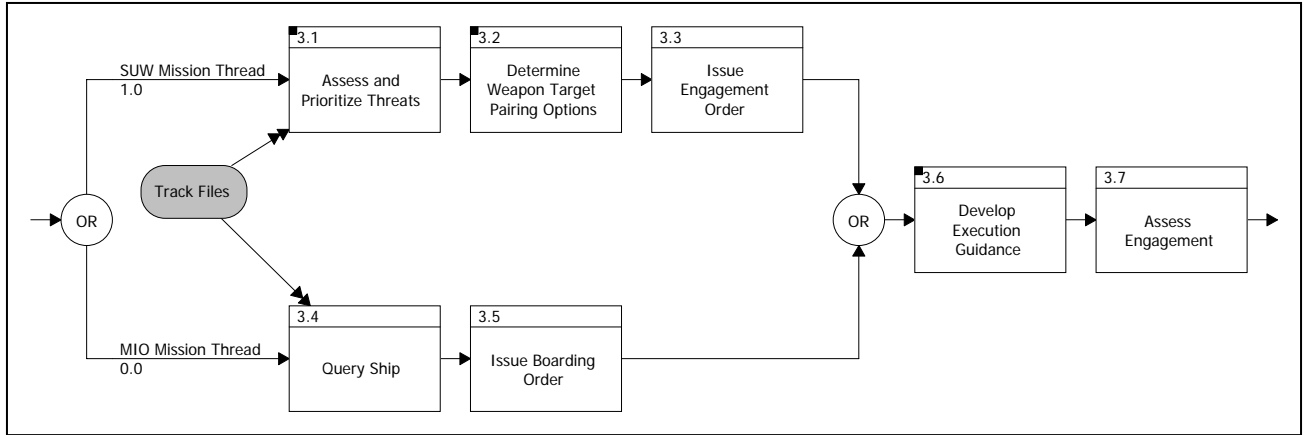 3.1
Assess and
Prioritize Threats
3.2
Determine
Weapon Target
Pairing Options
3.3
Issue
Engagement
Order
SUW Mission Thread
1.0
Track Files
OR
OR
3.6
Develop
Execution
Guidance
3.7
Assess
Engagement
MIO Mission Thread
0.0
3.4
Query Ship
3.5
Issue Boarding
Order